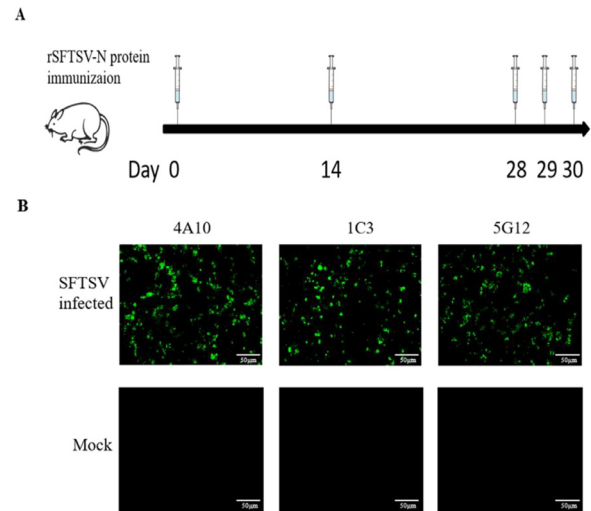 A
rSFTSV-N protein
immunizaion
Day 0 14 28 29 30
B
4A10 1C3 5G12
SFTSV
infected
50μm 50μm 50μm
Mock
50μm 50μm 50μm